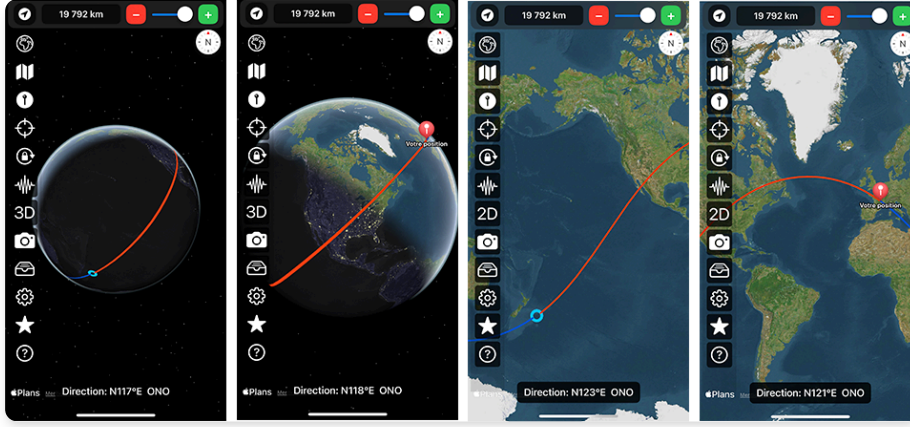 19 792 km
N
3D
?
Plans
Direction: N117°E ONO
19 792 km
N
Votre position
3D
?
Plans
Direction: N118°E ONO
19 792 km
N
2D
?
Plans
Direction: N123°E ONO
19 792 km
N
Votre position
2D
?
Plans
Direction: N121°E ONO